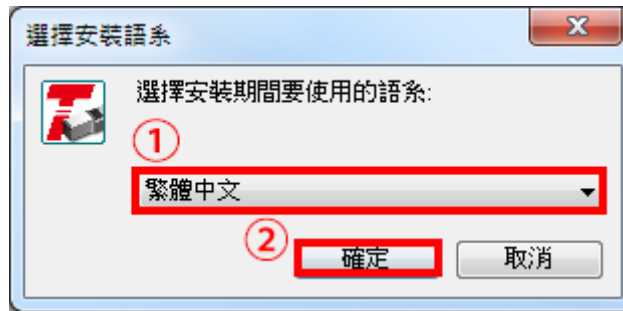 選擇安裝語系
選擇安裝期間要使用的語系:
①
繁體中文
②
確定
取消